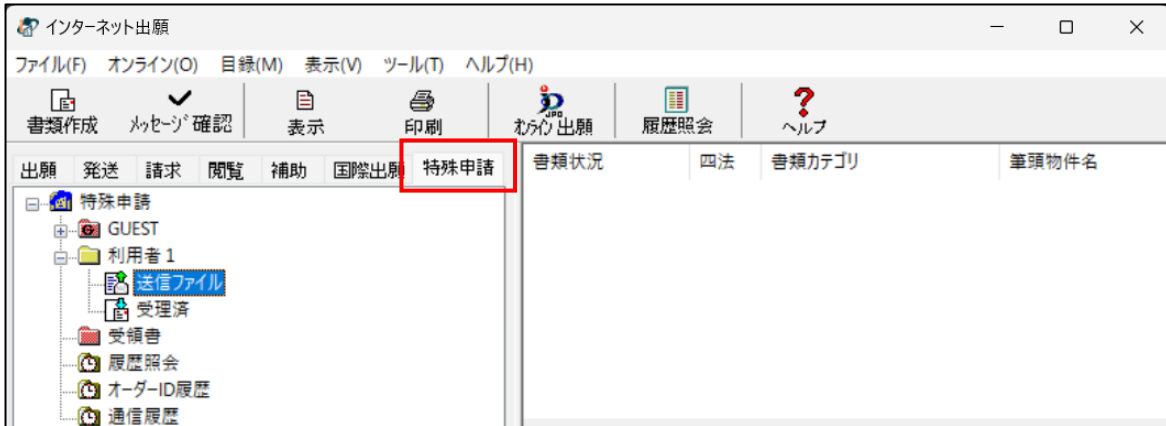 インターネット出願
ファイル(F) オンライン(O) 目録(M) 表示(V) ツール(T) ヘルプ(H)
書類作成 メッセージ確認 表示 印刷 JPO オンライン出願 履歴照会 ヘルプ
出願 発送 請求 閲覧 補助 国際出願 特殊申請 書類状況 四法 書類カテゴリ 筆頭物件名
特殊申請
GUEST
利用者1
送信ファイル
受理済
受領書
履歴照会
オーダーID履歴
通信履歴